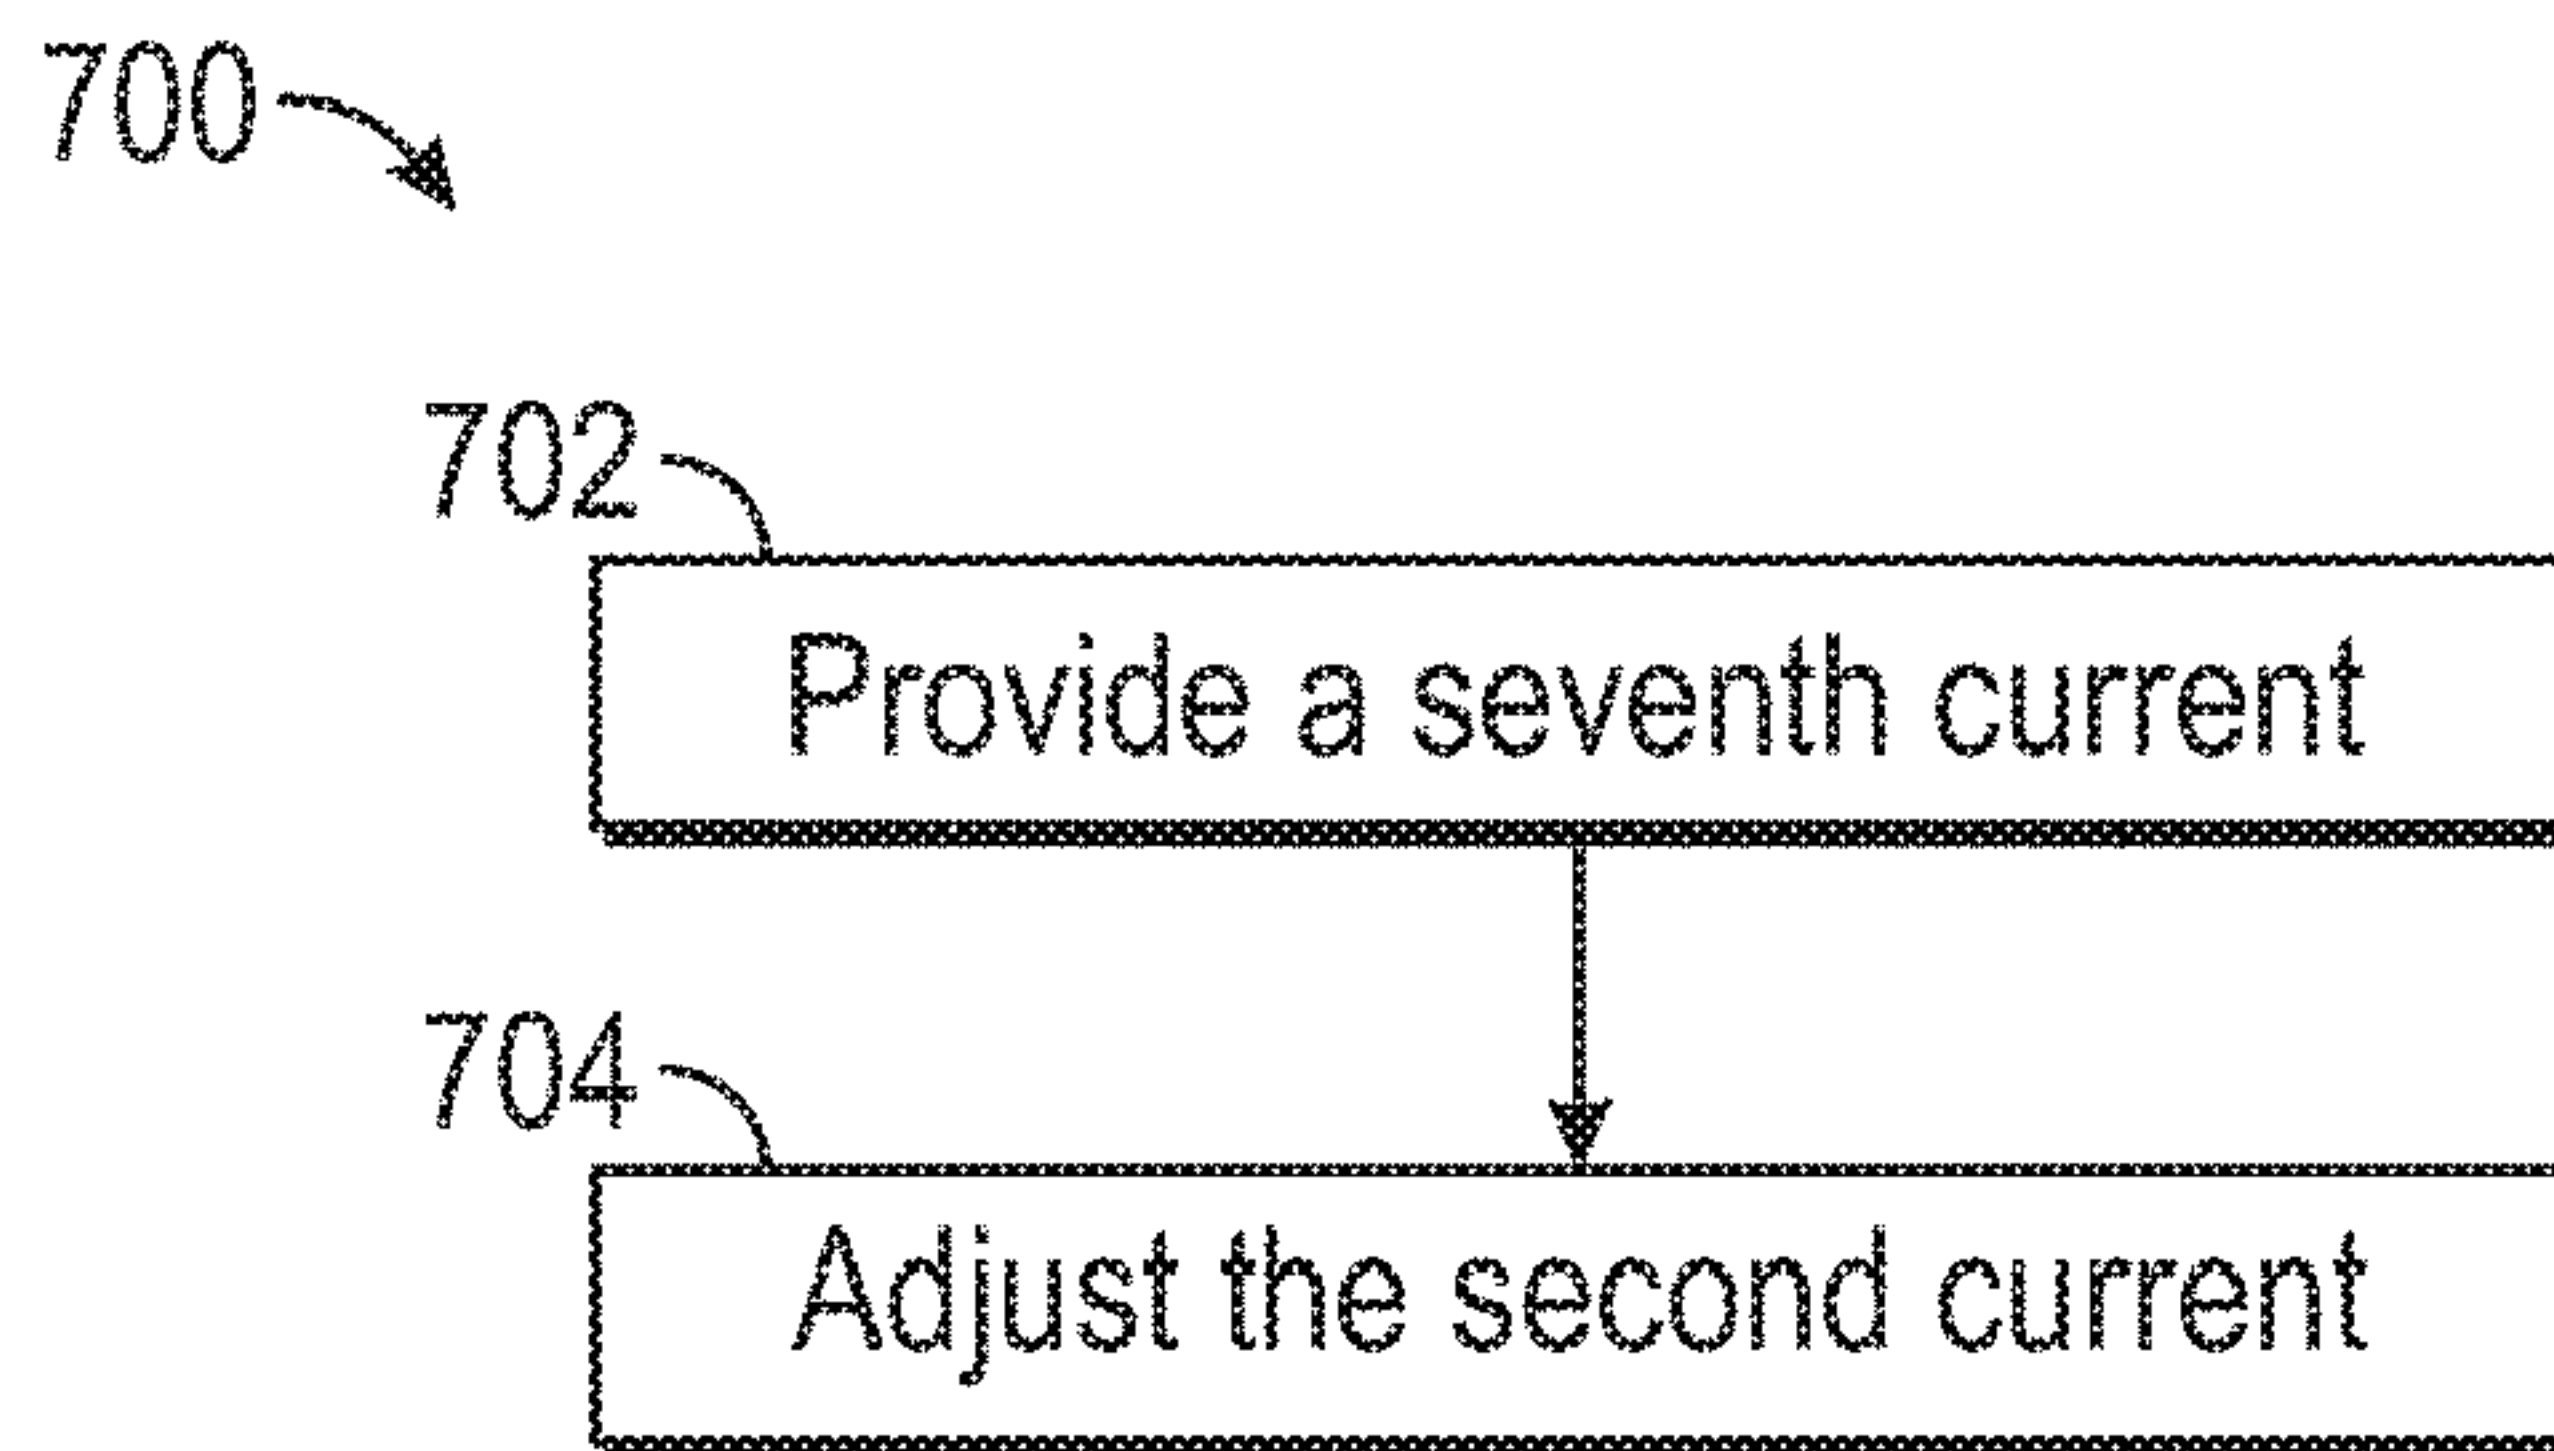 700
702
Provide a seventh current
704
Adjust the second current